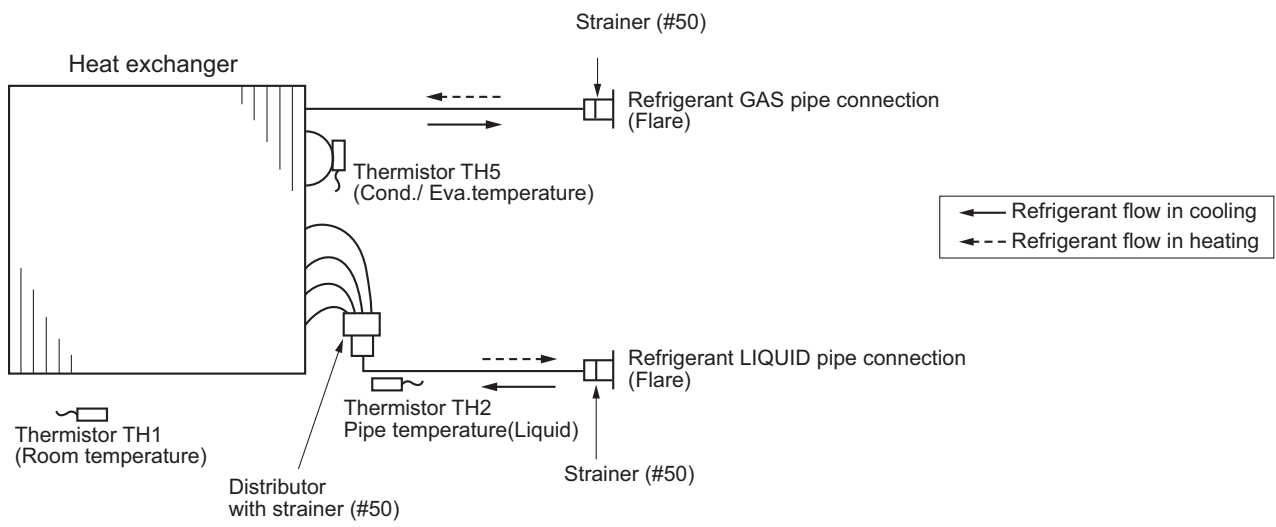 Strainer (#50)
Heat exchanger
Refrigerant GAS pipe connection
(Flare)
Thermistor TH5
(Cond./ Eva.temperature)
Refrigerant flow in cooling
Refrigerant flow in heating
Refrigerant LIQUID pipe connection
(Flare)
Thermistor TH2
Pipe temperature(Liquid)
Thermistor TH1
(Room temperature)
Strainer (#50)
Distributor
with strainer (#50)